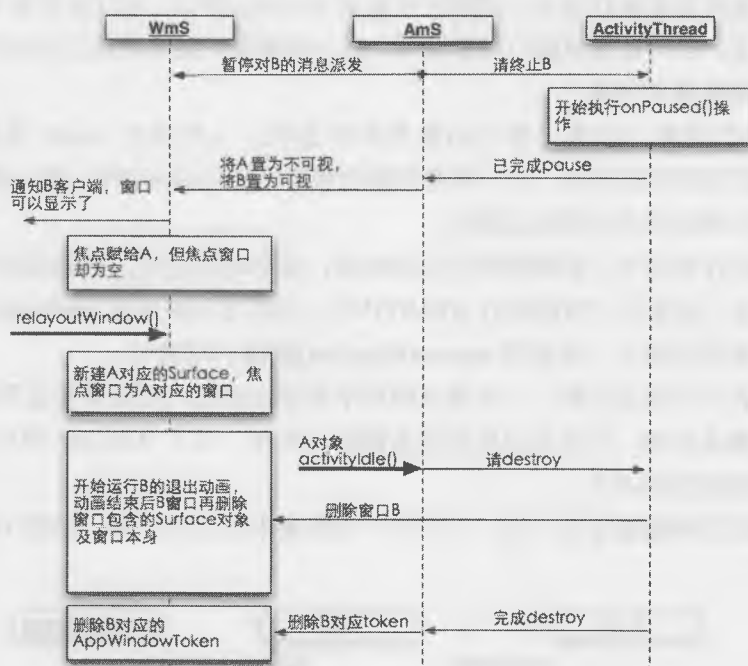 WmS
AmS
ActivityThread
暂停对B的消息派发
请终止B
开始执行onPaused()操
作
将A置为不可视，
将B置为可视
已完成pause
通知B客户端，窗口
可以显示了
焦点赋给A，但焦点窗口
却为空
relayoutWindow()
新建A对应的Surface，焦
点窗口为A对应的窗口
A对象
activityIdle()
请destroy
开始运行B的退出动画，
动画结束后B窗口再删除
窗口包含的Surface对象
及窗口本身
删除窗口B
删除B对应的
AppWindowToken
删除B对应token
完成destroy